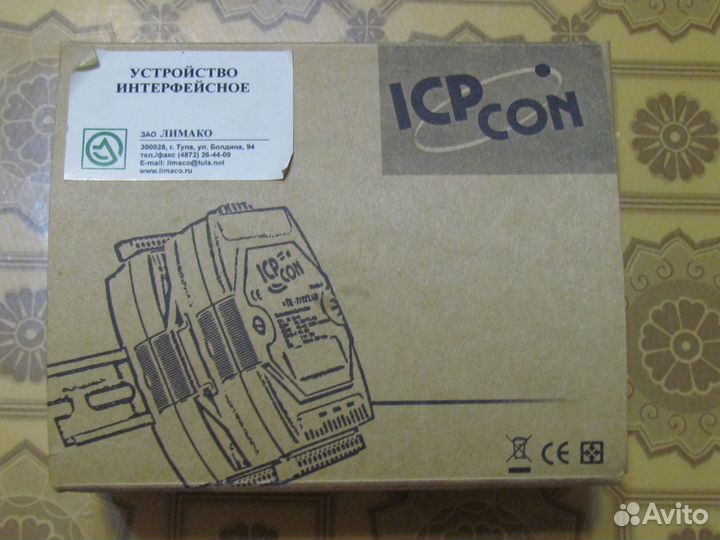 УСТРОЙСТВО
ИНТЕРФЕЙСНОЕ
ЗАО ЛИМАКО
300028, г. Тула, ул. Болдина, 94
тел./факс (4872) 26-44-09
E-mail: limaco@tula.net
www.limaco.ru
ICP CON
ICP
CON
CE
CE
Avito